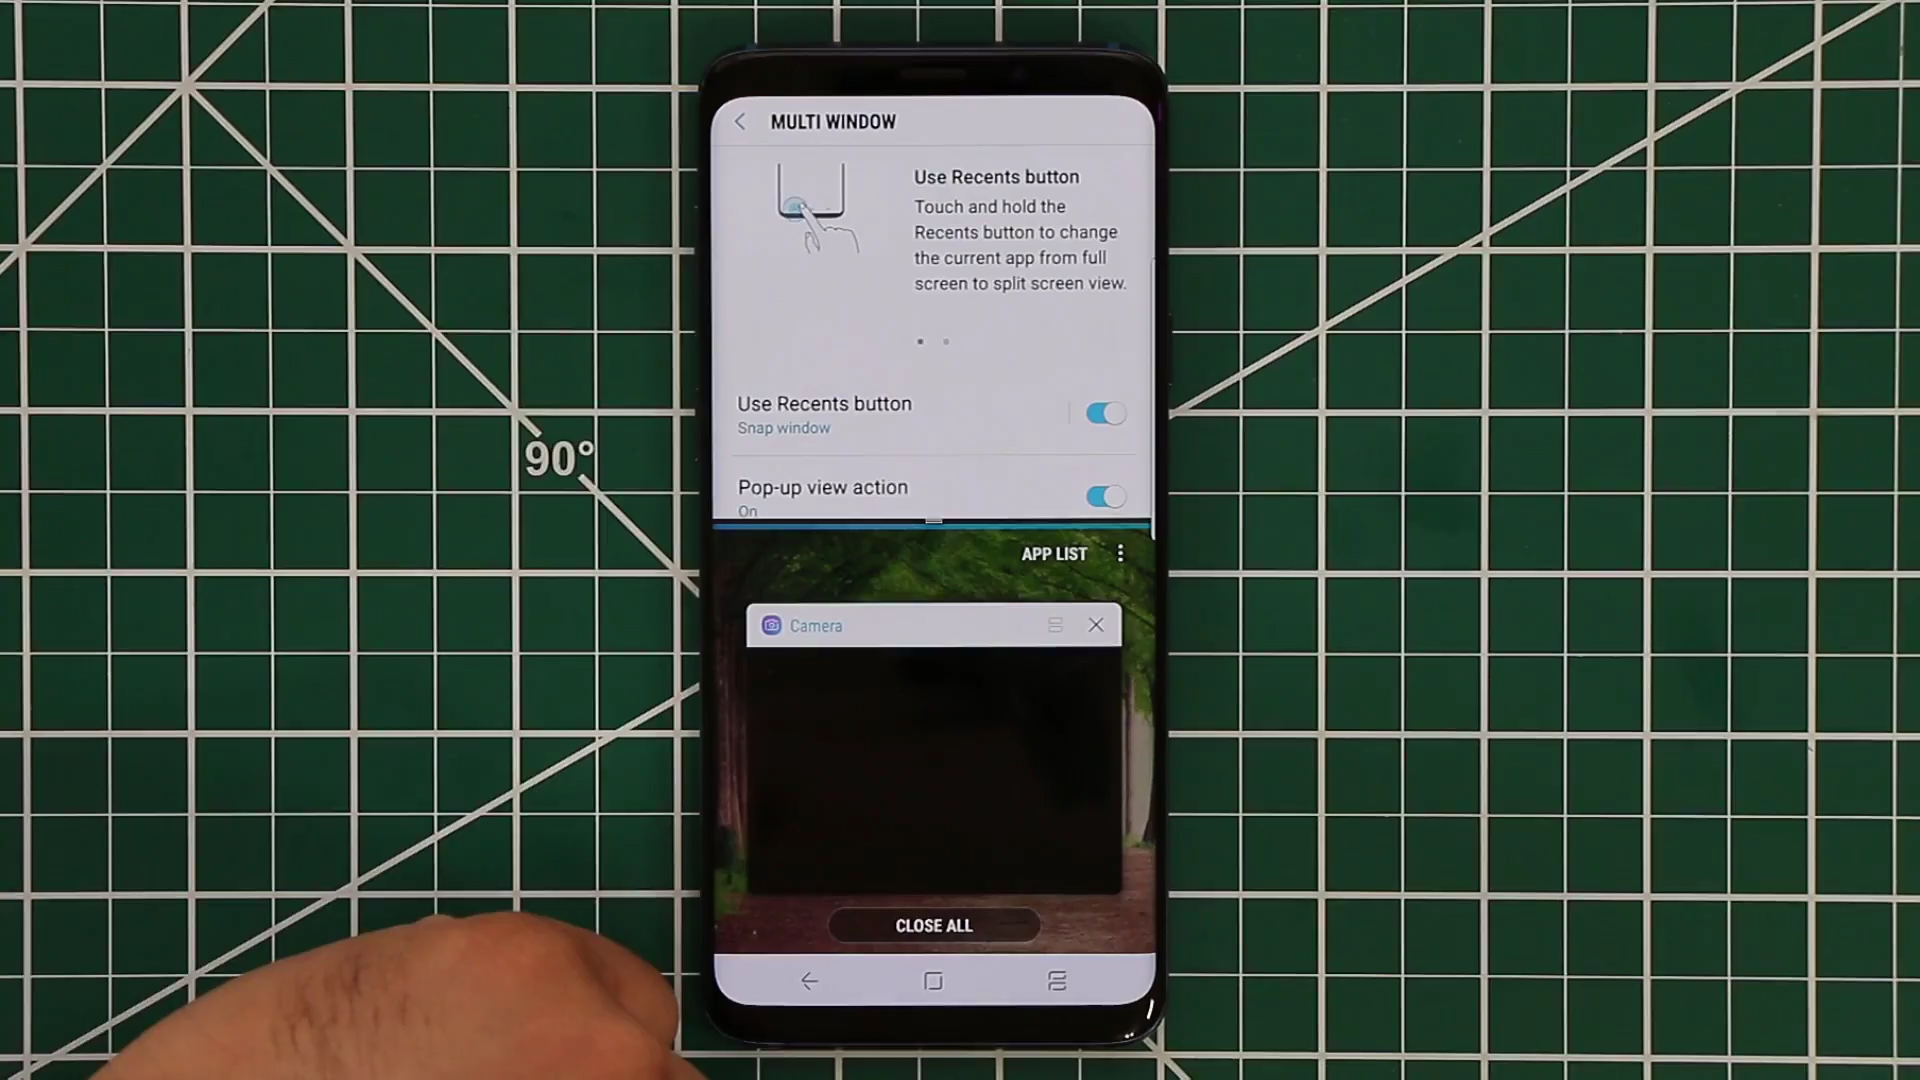 MULTI WINDOW
Use Recents button
Touch and hold the
Recents button to change
the current app from full
screen to split screen view.
Use Recents button
Snap window
90°
Pop-up view action
On
APP LIST
Camera
CLOSE ALL